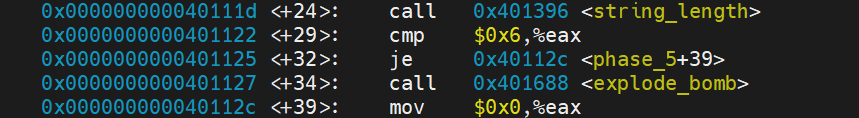 0x000000000040111d <+24>: call 0x401396 <string_length>
0x0000000000401122 <+29>: cmp $0x6,%eax
0x0000000000401125 <+32>: je 0x40112c <phase_5+39>
0x0000000000401127 <+34>: call 0x401688 <explode_bomb>
0x000000000040112c <+39>: mov $0x0,%eax